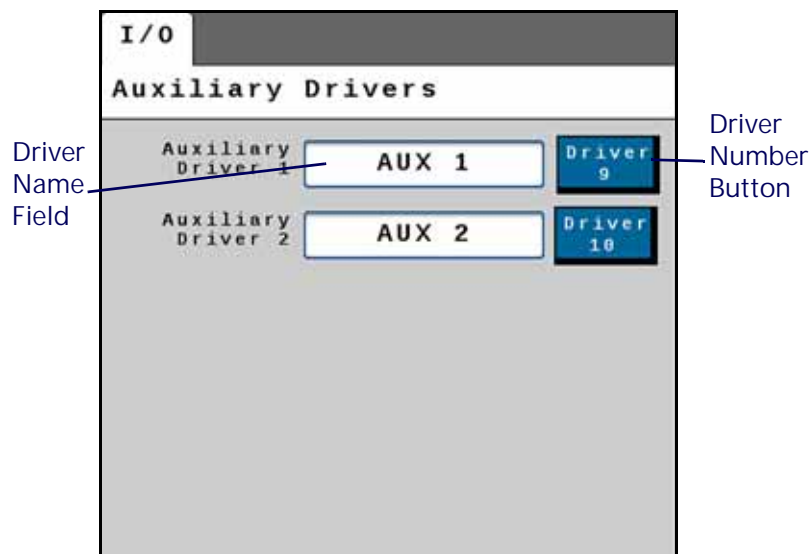 I/O
Auxiliary Drivers
Driver
Name
Field
Auxiliary
Driver 1
AUX 1
Driver
9
Driver
Number
Button
Auxiliary
Driver 2
AUX 2
Driver
10